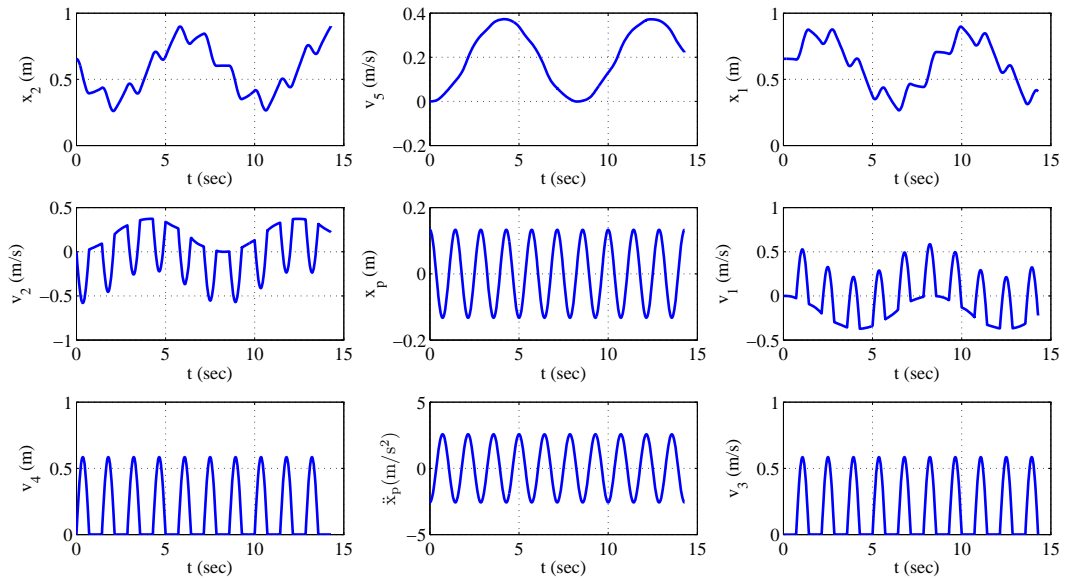 1
0.5
0
0 5 10 15
t (sec)
x_2 (m)
0.4
0.2
0
−0.2
0 5 10 15
t (sec)
v_5 (m/s)
1
0.5
0
0 5 10 15
t (sec)
x_1 (m)
0.5
0
−0.5
−1
0 5 10 15
t (sec)
v_2 (m/s)
0.2
0
−0.2
0 5 10 15
t (sec)
x_p (m)
1
0.5
0
−0.5
0 5 10 15
t (sec)
v_1 (m/s)
1
0.5
0
0 5 10 15
t (sec)
v_4 (m)
5
0
−5
0 5 10 15
t (sec)
ẍ_p(m/s²)
1
0.5
0
0 5 10 15
t (sec)
v_3 (m/s)